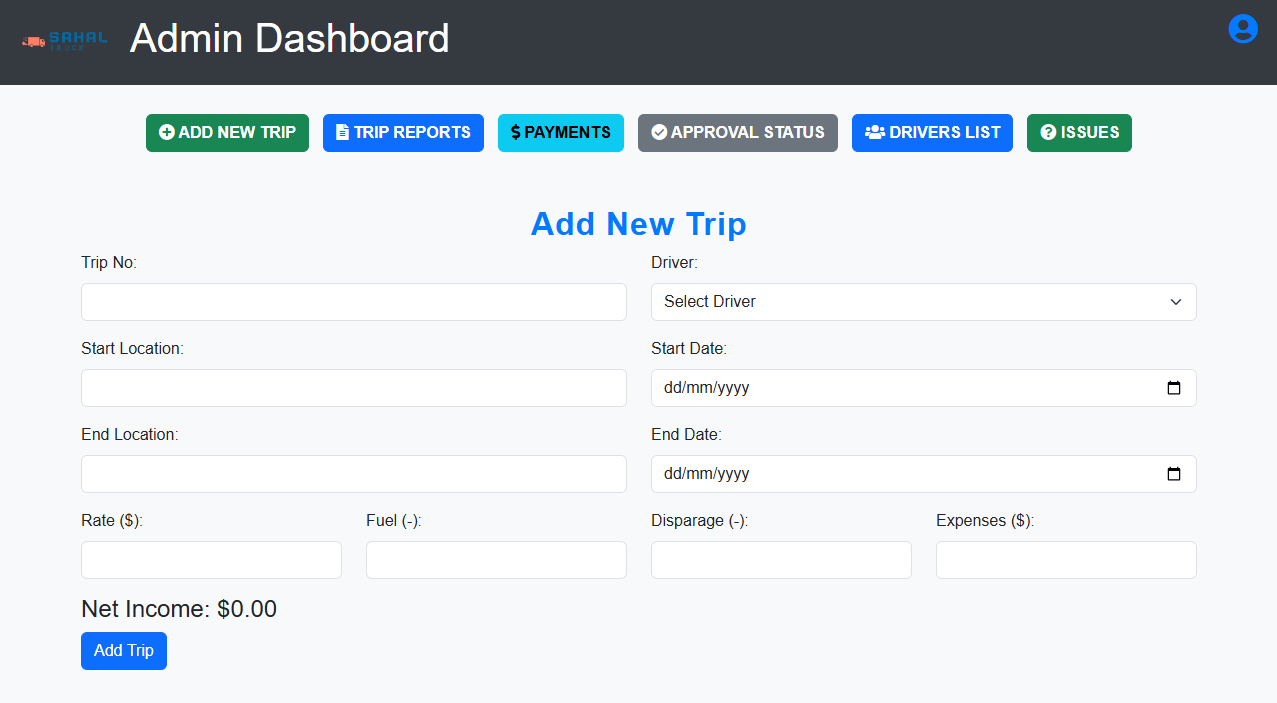 SAHAL
TRUCK
Admin Dashboard
ADD NEW TRIP
TRIP REPORTS
$ PAYMENTS
APPROVAL STATUS
DRIVERS LIST
ISSUES
Add New Trip
Trip No:
Driver:
Select Driver
Start Location:
Start Date:
dd/mm/yyyy
End Location:
End Date:
dd/mm/yyyy
Rate ($):
Fuel (-):
Disparage (-):
Expenses ($):
Net Income: $0.00
Add Trip